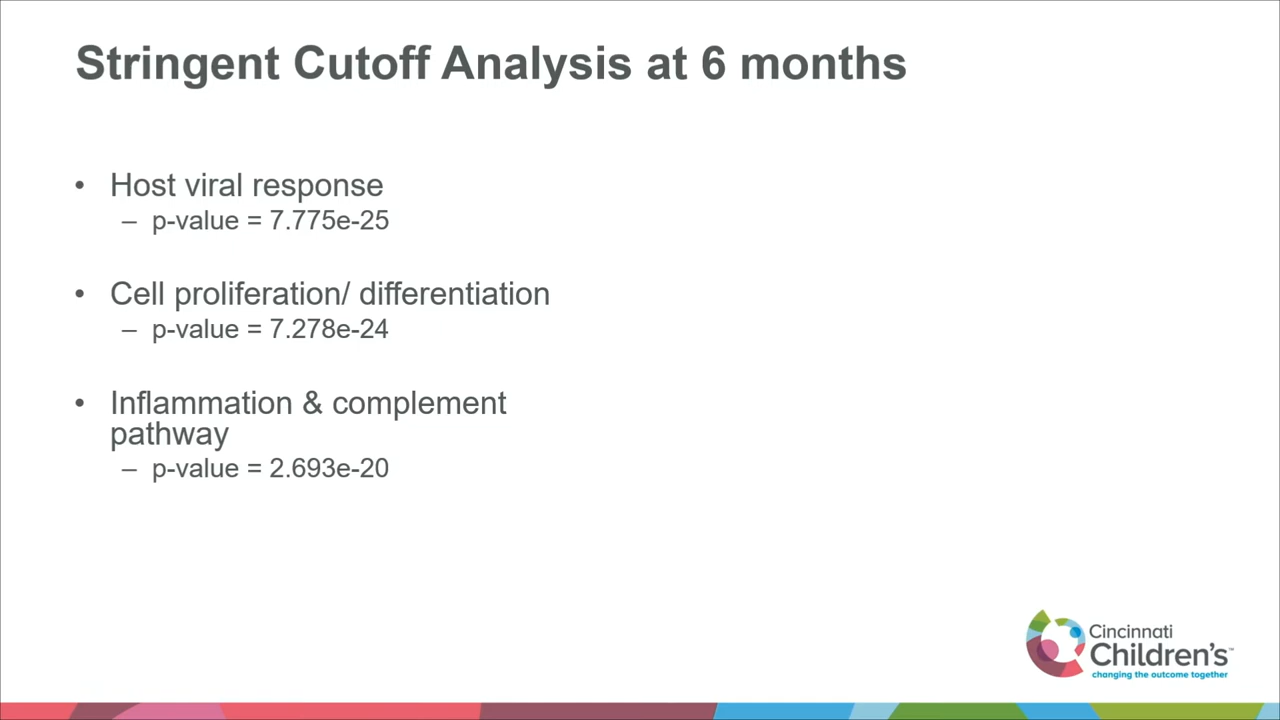 Stringent Cutoff Analysis at 6 months
• Host viral response
– p-value = 7.775e-25
• Cell proliferation/ differentiation
– p-value = 7.278e-24
• Inflammation & complement
pathway
– p-value = 2.693e-20
Cincinnati
Children's™
changing the outcome together